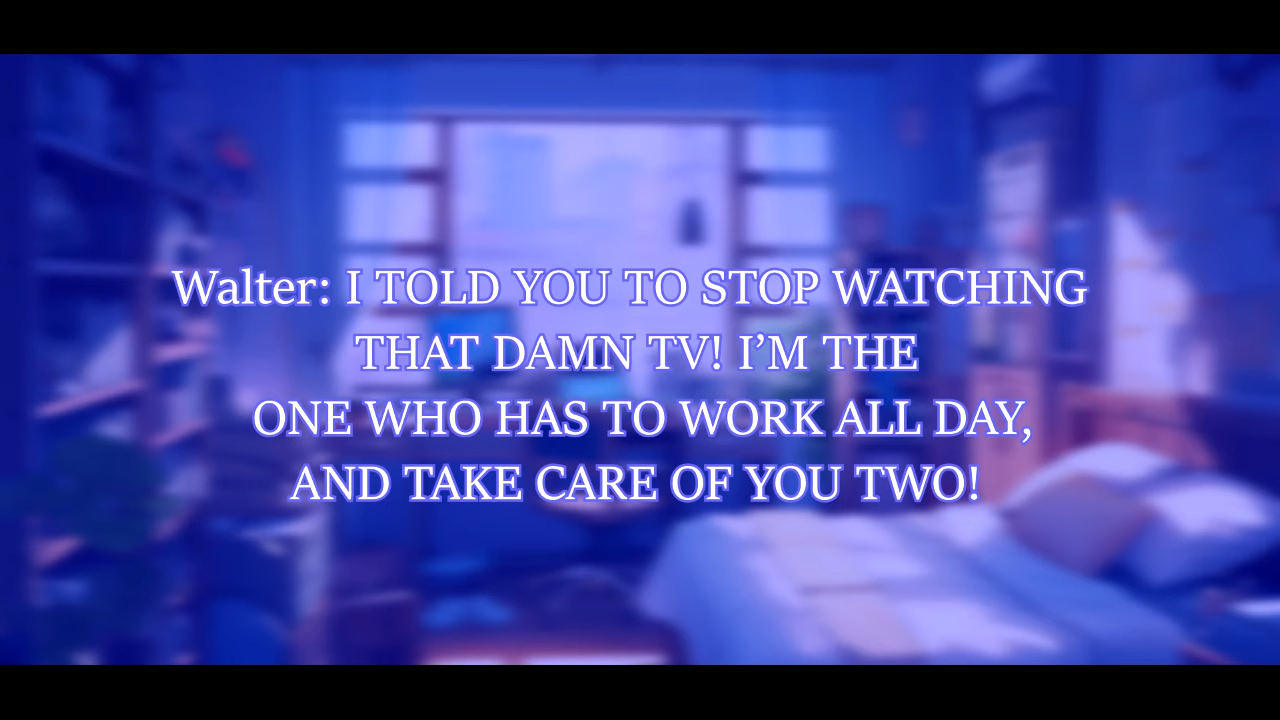 Walter: I TOLD YOU TO STOP WATCHING
THAT DAMN TV! I’M THE
ONE WHO HAS TO WORK ALL DAY,
AND TAKE CARE OF YOU TWO!